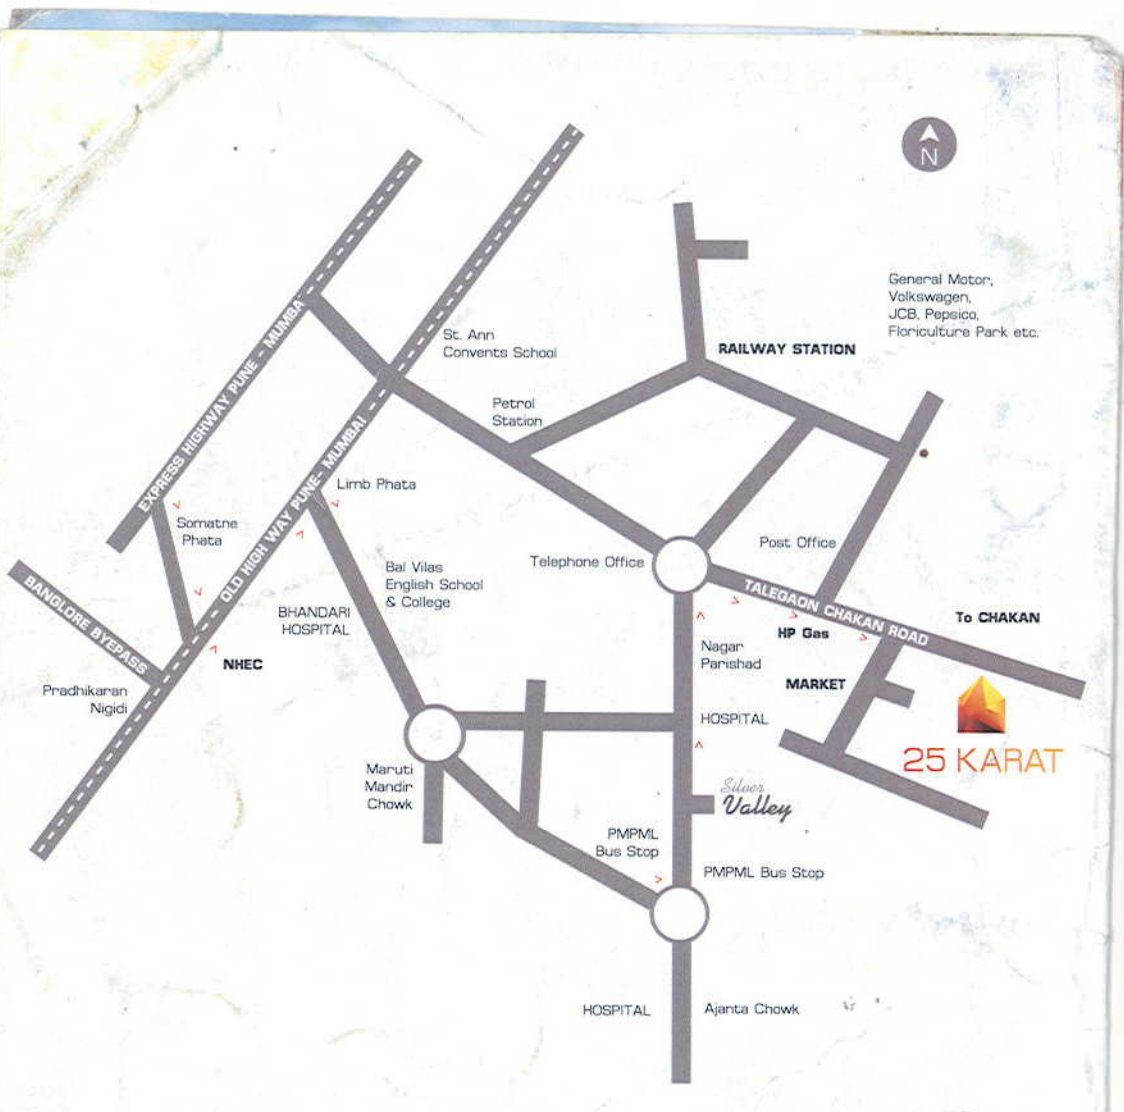 N
General Motor,
Volkswagen,
JCB, Pepsico,
Floriculture Park etc.
St. Ann
Convents School
RAILWAY STATION
EXPRESS HIGHWAY PUNE - MUMBA
Petrol
Station
OLD HIGH WAY PUNE- MUMBAI
Limb Phata
Somatne
Phata
Post Office
Telephone Office
Bal Vilas
English School
& College
BANGLORE BYEPASS
TALEGAON CHAKAN ROAD
To CHAKAN
BHANDARI
HOSPITAL
HP Gas
NHEC
Nagar
Parishad
Pradhikaran
Nigidi
MARKET
HOSPITAL
25 KARAT
Maruti
Mandir
Chowk
Silver
Valley
PMPML
Bus Stop
PMPML Bus Stop
HOSPITAL
Ajanta Chowk